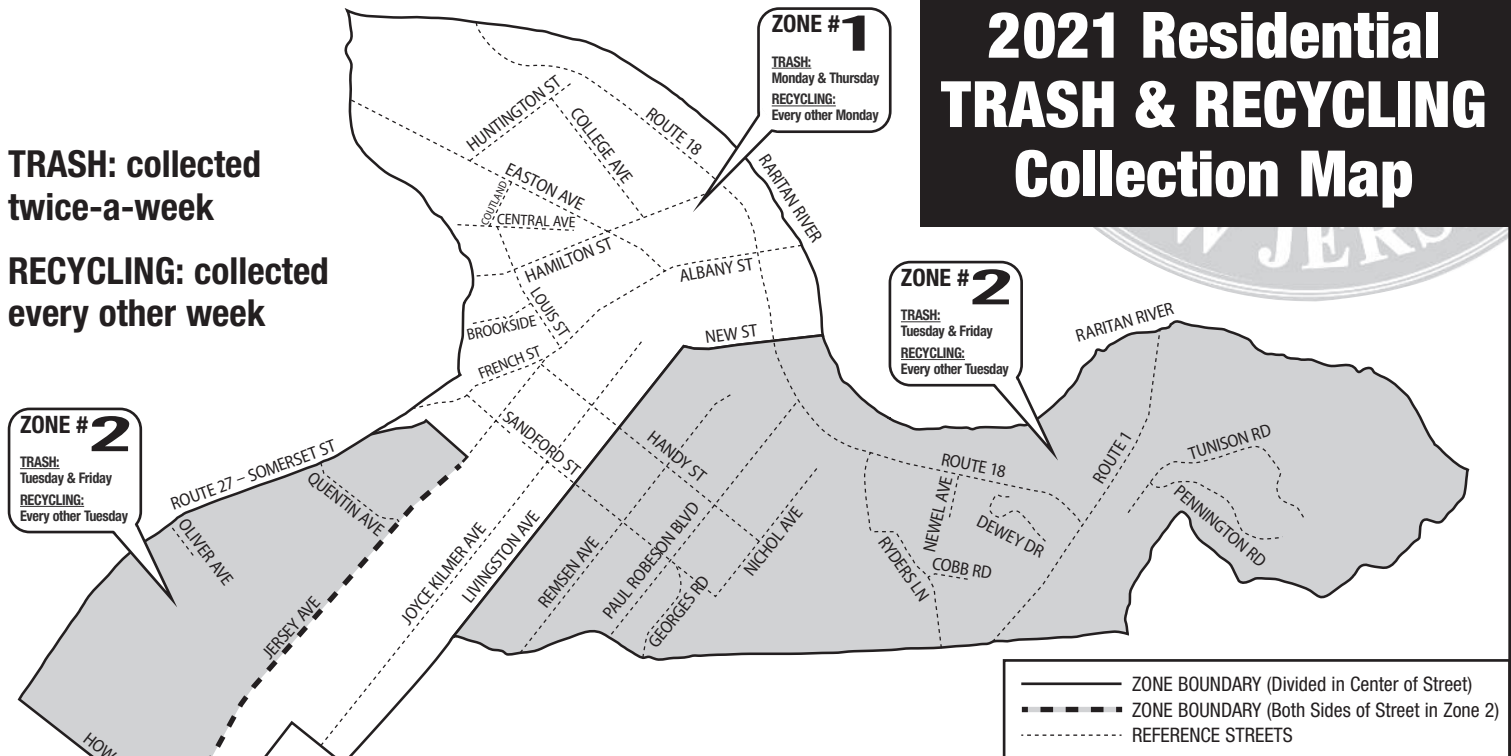 2021 Residential
TRASH & RECYCLING
Collection Map
TRASH: collected
twice-a-week
RECYCLING: collected
every other week
ZONE #1
TRASH:
Monday & Thursday
RECYCLING:
Every other Monday
HUNTINGTON ST
COLLEGE AVE
ROUTE 18
RARITAN RIVER
EASTON AVE
COUTLAND
CENTRAL AVE
HAMILTON ST
ALBANY ST
LOUIS ST
BROOKSIDE
FRENCH ST
NEW ST
W JERS
ZONE #2
TRASH:
Tuesday & Friday
RECYCLING:
Every other Tuesday
RARITAN RIVER
ZONE #2
TRASH:
Tuesday & Friday
RECYCLING:
Every other Tuesday
ROUTE 27 – SOMERSET ST
QUENTIN AVE
OLIVER AVE
JERSEY AVE
SANDFORD ST
HANDY ST
JOYCE KILMER AVE
LIVINGSTON AVE
REMSEN AVE
PAUL ROBESON BLVD
GEORGES RD
NICHOL AVE
RYDERS LN
NEWEL AVE
ROUTE 18
DEWEY DR
COBB RD
ROUTE 1
TUNISON RD
PENNINGTON RD
HOW
ZONE BOUNDARY (Divided in Center of Street)
ZONE BOUNDARY (Both Sides of Street in Zone 2)
REFERENCE STREETS